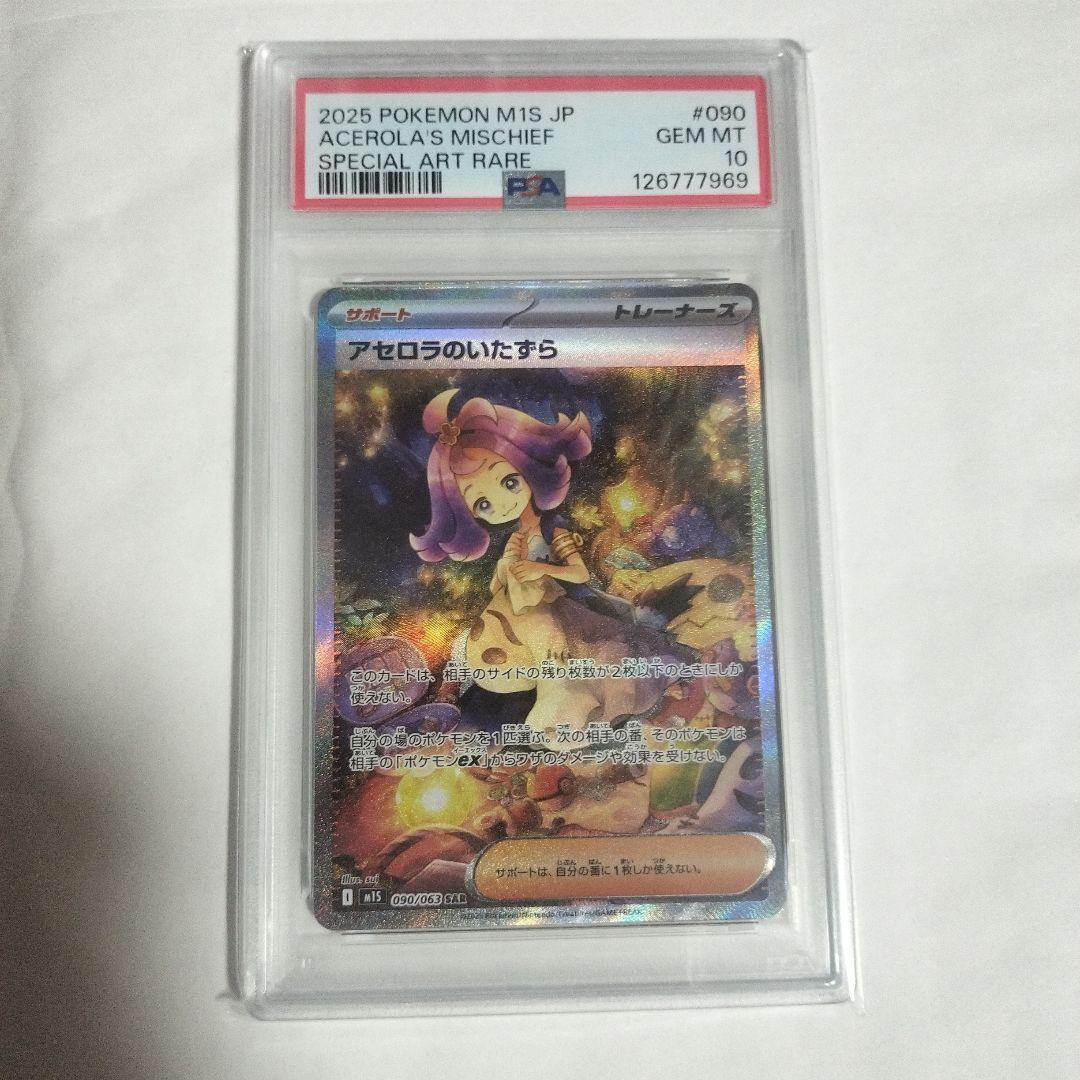 2025 POKEMON M1S JP #090
ACEROLA'S MISCHIEF GEM MT
SPECIAL ART RARE 10
PSA 126777969
サポート トレーナーズ
アセロラのいたずら
このカードは、相手のサイドの残り枚数が2枚以下のときにしか
使えない。
自分の場のポケモンを1匹選ぶ。次の相手の番、そのポケモンは
相手の「ポケモンex」からワザのダメージや効果を受けない。
サポートは、自分の番に1枚しか使えない。
Illus. suj
I M1S 090/063 SAR